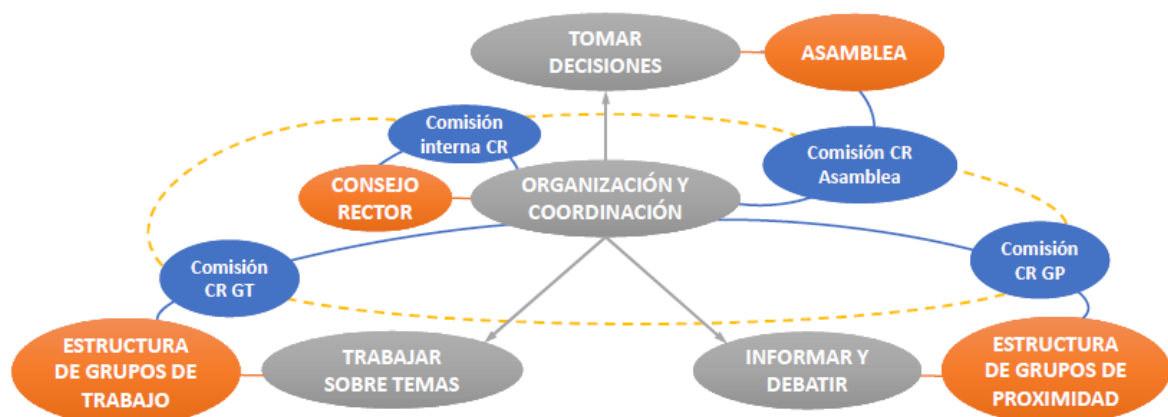 TOMAR
DECISIONES
ASAMBLEA
Comisión
interna CR
Comisión CR
Asamblea
CONSEJO
RECTOR
ORGANIZACIÓN Y
COORDINACIÓN
Comisión
CR GT
Comisión
CR GP
ESTRUCTURA
DE GRUPOS DE
TRABAJO
TRABAJAR
SOBRE TEMAS
INFORMAR Y
DEBATIR
ESTRUCTURA
DE GRUPOS DE
PROXIMIDAD